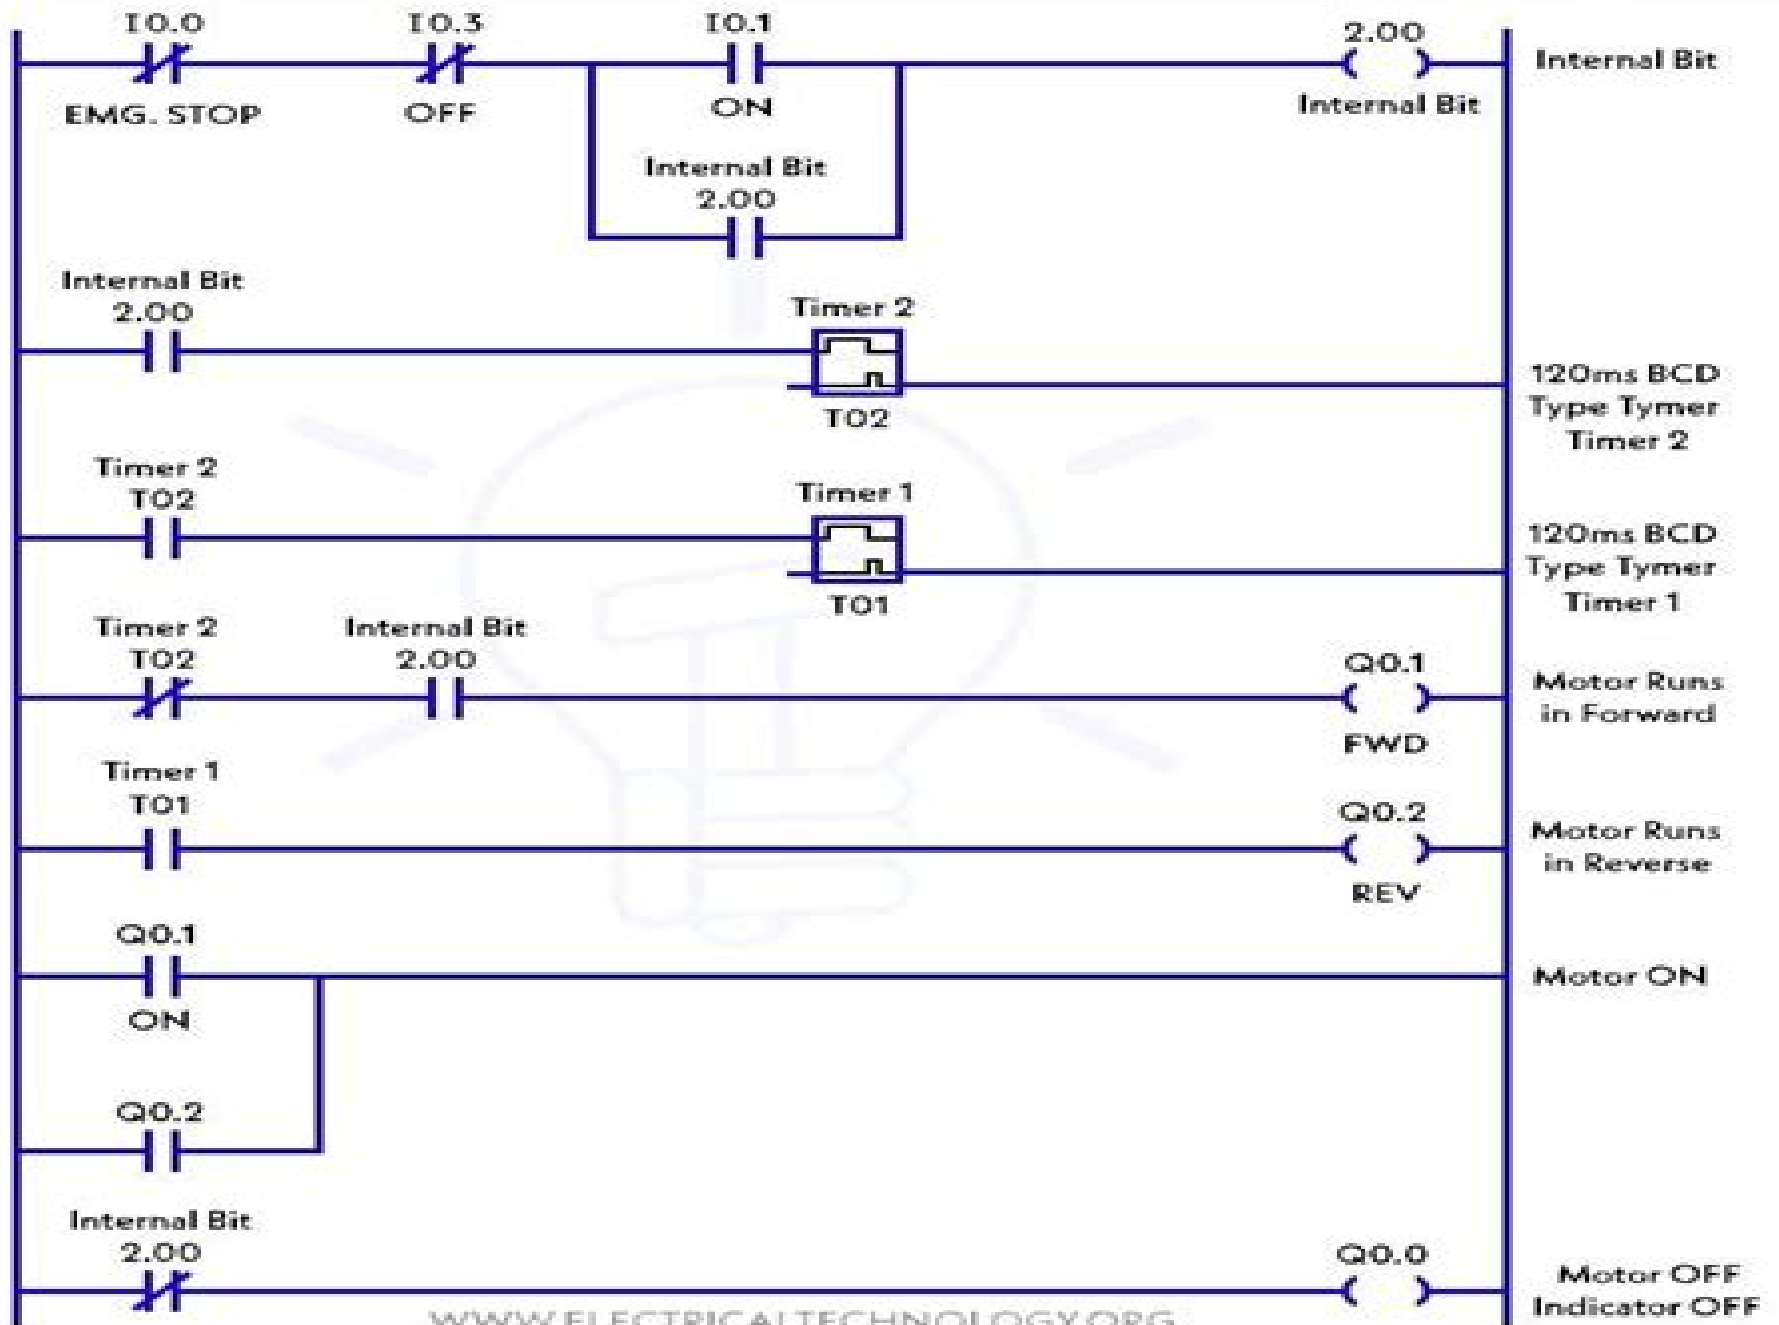 I0.0
I0.3
I0.1
2.00
Internal Bit
EMG. STOP
OFF
ON
Internal Bit
Internal Bit
2.00
Internal Bit
2.00
Timer 2
T02
120ms BCD
Type Tymer
Timer 2
Timer 2
T02
Timer 1
T01
120ms BCD
Type Tymer
Timer 1
Timer 2
T02
Internal Bit
2.00
Q0.1
FWD
Motor Runs
in Forward
Timer 1
T01
Q0.2
REV
Motor Runs
in Reverse
Q0.1
ON
Motor ON
Q0.2
Internal Bit
2.00
Q0.0
Motor OFF
Indicator OFF
WWW.ELECTRICALTECHNOLOGY.ORG